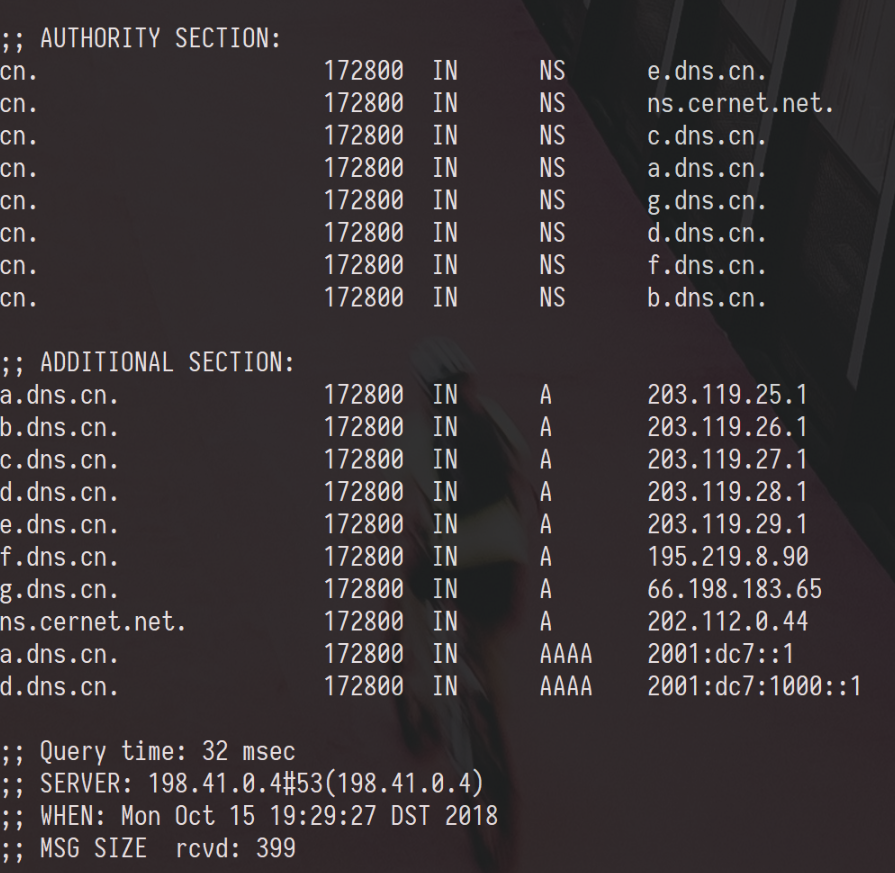 ;; AUTHORITY SECTION:
cn. 172800 IN NS e.dns.cn.
cn. 172800 IN NS ns.cernet.net.
cn. 172800 IN NS c.dns.cn.
cn. 172800 IN NS a.dns.cn.
cn. 172800 IN NS g.dns.cn.
cn. 172800 IN NS d.dns.cn.
cn. 172800 IN NS f.dns.cn.
cn. 172800 IN NS b.dns.cn.
;; ADDITIONAL SECTION:
a.dns.cn. 172800 IN A 203.119.25.1
b.dns.cn. 172800 IN A 203.119.26.1
c.dns.cn. 172800 IN A 203.119.27.1
d.dns.cn. 172800 IN A 203.119.28.1
e.dns.cn. 172800 IN A 203.119.29.1
f.dns.cn. 172800 IN A 195.219.8.90
g.dns.cn. 172800 IN A 66.198.183.65
ns.cernet.net. 172800 IN A 202.112.0.44
a.dns.cn. 172800 IN AAAA 2001:dc7::1
d.dns.cn. 172800 IN AAAA 2001:dc7:1000::1
;; Query time: 32 msec
;; SERVER: 198.41.0.4#53(198.41.0.4)
;; WHEN: Mon Oct 15 19:29:27 DST 2018
;; MSG SIZE rcvd: 399